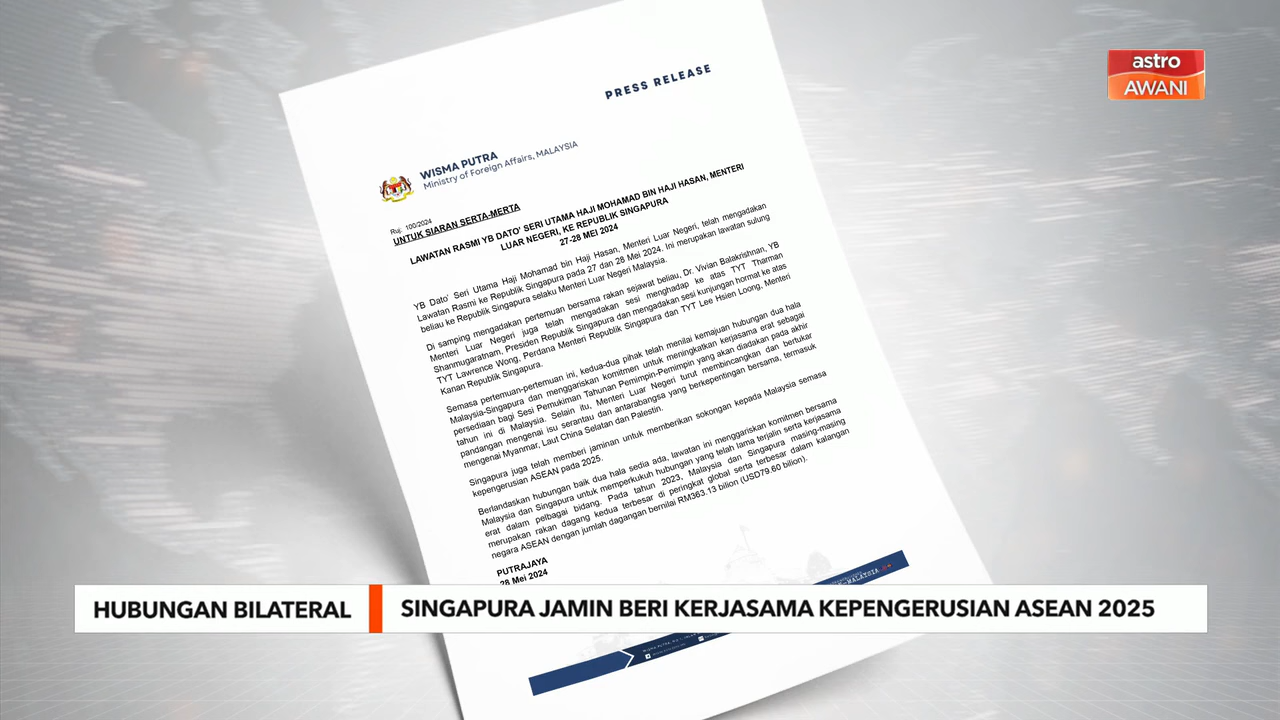 astro
AWANI
PRESS RELEASE
WISMA PUTRA
Ministry of Foreign Affairs, MALAYSIA
Ruj: 100/2024
UNTUK SIARAN SERTA-MERTA
LAWATAN RASMI YB DATO' SERI UTAMA HAJI MOHAMAD BIN HAJI HASAN, MENTERI
LUAR NEGERI, KE REPUBLIK SINGAPURA
27-28 MEI 2024
YB Dato' Seri Utama Haji Mohamad bin Haji Hasan, Menteri Luar Negeri, telah mengadakan
Lawatan Rasmi ke Republik Singapura pada 27 dan 28 Mei 2024. Ini merupakan lawatan sulung
beliau ke Republik Singapura selaku Menteri Luar Negeri Malaysia.
Di samping mengadakan pertemuan bersama rakan sejawat beliau, Dr. Vivian Balakrishnan, YB
Menteri Luar Negeri juga telah mengadakan sesi menghadap ke atas TYT Tharman
Shanmugaratnam, Presiden Republik Singapura dan mengadakan sesi kunjungan hormat ke atas
TYT Lawrence Wong, Perdana Menteri Republik Singapura dan TYT Lee Hsien Loong, Menteri
Kanan Republik Singapura.
Semasa pertemuan-pertemuan ini, kedua-dua pihak telah menilai kemajuan hubungan dua hala
Malaysia-Singapura dan menggariskan komitmen untuk meningkatkan kerjasama erat sebagai
persediaan bagi Sesi Pemukiman Tahunan Pemimpin-Pemimpin yang akan diadakan pada akhir
tahun ini di Malaysia. Selain itu, Menteri Luar Negeri turut membincangkan dan bertukar
pandangan mengenai isu serantau dan antarabangsa yang berkepentingan bersama, termasuk
mengenai Myanmar, Laut China Selatan dan Palestin.
Singapura juga telah memberi jaminan untuk memberikan sokongan kepada Malaysia semasa
kepengerusian ASEAN pada 2025.
Berlandaskan hubungan baik dua hala sedia ada, lawatan ini menggariskan komitmen bersama
Malaysia dan Singapura untuk memperkukuh hubungan yang telah lama terjalin serta kerjasama
erat dalam pelbagai bidang. Pada tahun 2023, Malaysia dan Singapura masing-masing
merupakan rakan dagang kedua terbesar di peringkat global serta terbesar dalam kalangan
negara ASEAN dengan jumlah dagangan bernilai RM363.13 bilion (USD79.60 bilion).
PUTRAJAYA
28 Mei 2024
HUBUNGAN BILATERAL
SINGAPURA JAMIN BERI KERJASAMA KEPENGERUSIAN ASEAN 2025